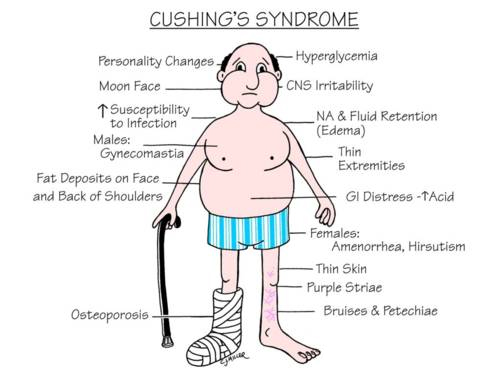 CUSHING'S SYNDROME
Personality Changes
Hyperglycemia
Moon Face
CNS Irritability
↑Susceptibility
to Infection
NA & Fluid Retention
(Edema)
Males:
Gynecomastia
Thin
Extremities
Fat Deposits on Face
and Back of Shoulders
GI Distress -↑Acid
Females:
Amenorrhea, Hirsutism
Thin Skin
Purple Striae
Bruises & Petechiae
Osteoporosis
CJMILLER